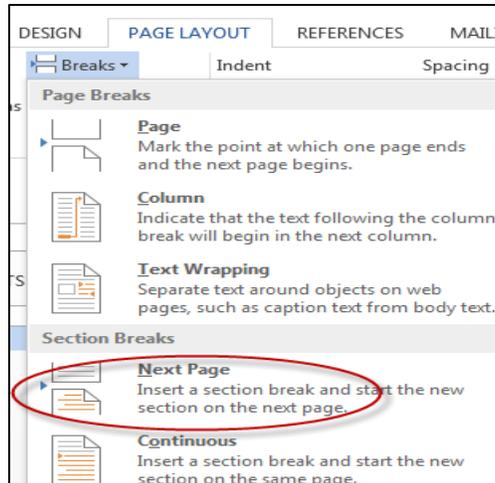 DESIGN PAGE LAYOUT REFERENCES MAIL
Breaks Indent Spacing
Page Breaks
Page
Mark the point at which one page ends
and the next page begins.
Column
Indicate that the text following the column
break will begin in the next column.
Text Wrapping
Separate text around objects on web
pages, such as caption text from body text.
Section Breaks
Next Page
Insert a section break and start the new
section on the next page.
Continuous
Insert a section break and start the new
section on the same page.